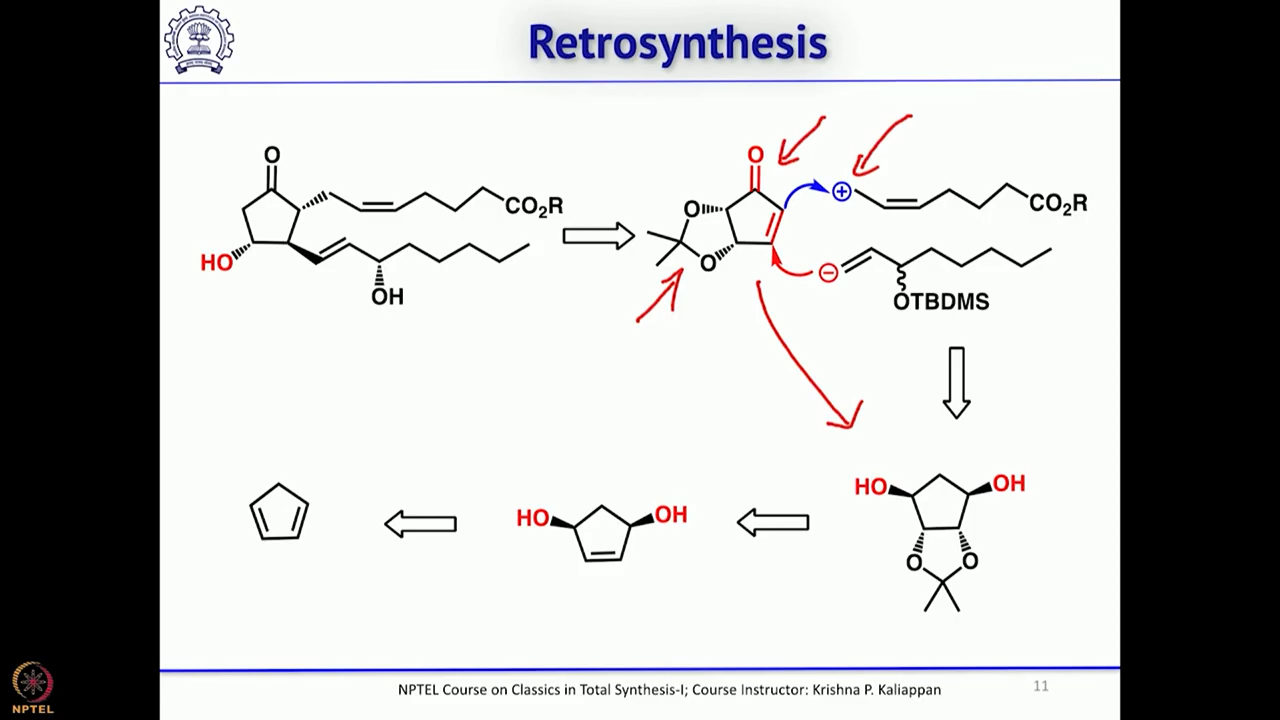 Retrosynthesis
O
CO₂R
HO
OH
O
O
O
⊕
CO₂R
⊖
OTBDMS
HO
OH
O
O
HO
OH
NPTEL Course on Classics in Total Synthesis-I; Course Instructor: Krishna P. Kaliappan
11
NPTEL